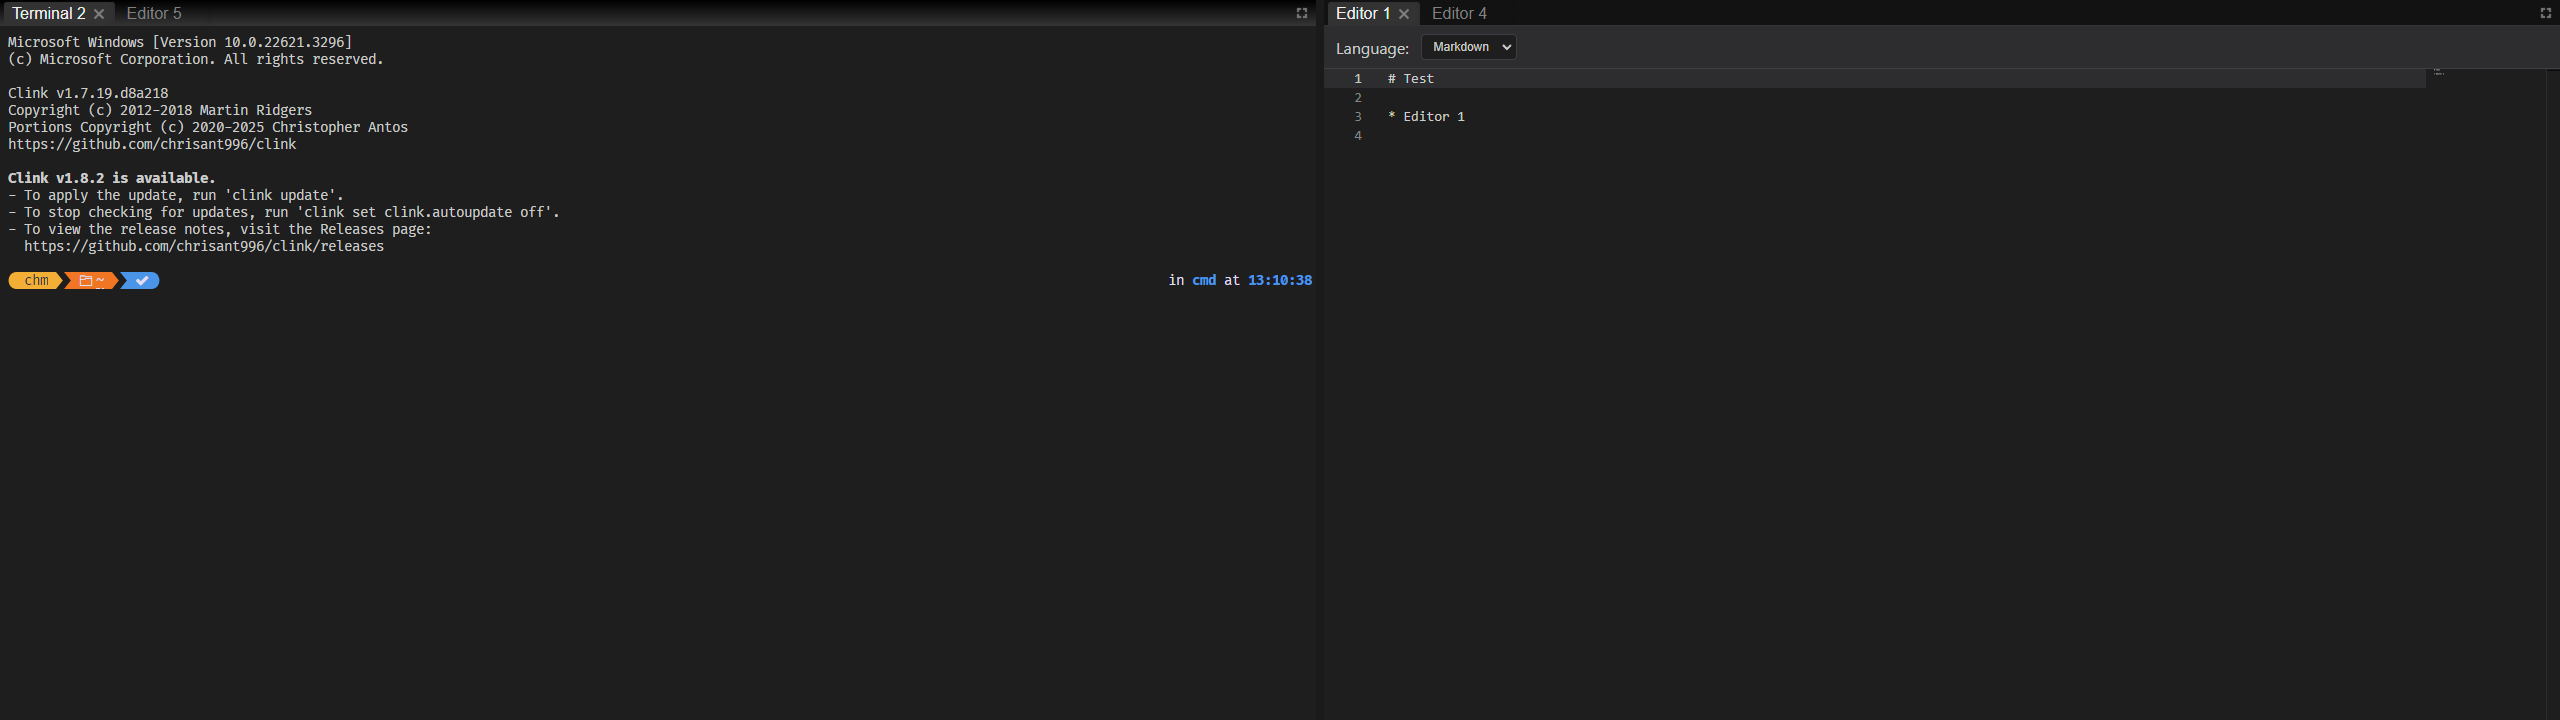 Terminal 2 Editor 5
Microsoft Windows [Version 10.0.22621.3296]
(c) Microsoft Corporation. All rights reserved.
Clink v1.7.19.d8a218
Copyright (c) 2012-2018 Martin Ridgers
Portions Copyright (c) 2020-2025 Christopher Antos
https://github.com/chrisant996/clink
Clink v1.8.2 is available.
- To apply the update, run 'clink update'.
- To stop checking for updates, run 'clink set clink.autoupdate off'.
- To view the release notes, visit the Releases page:
https://github.com/chrisant996/clink/releases
chm ~ in cmd at 13:10:38
Editor 1 Editor 4
Language: Markdown
1 # Test
2
3 * Editor 1
4